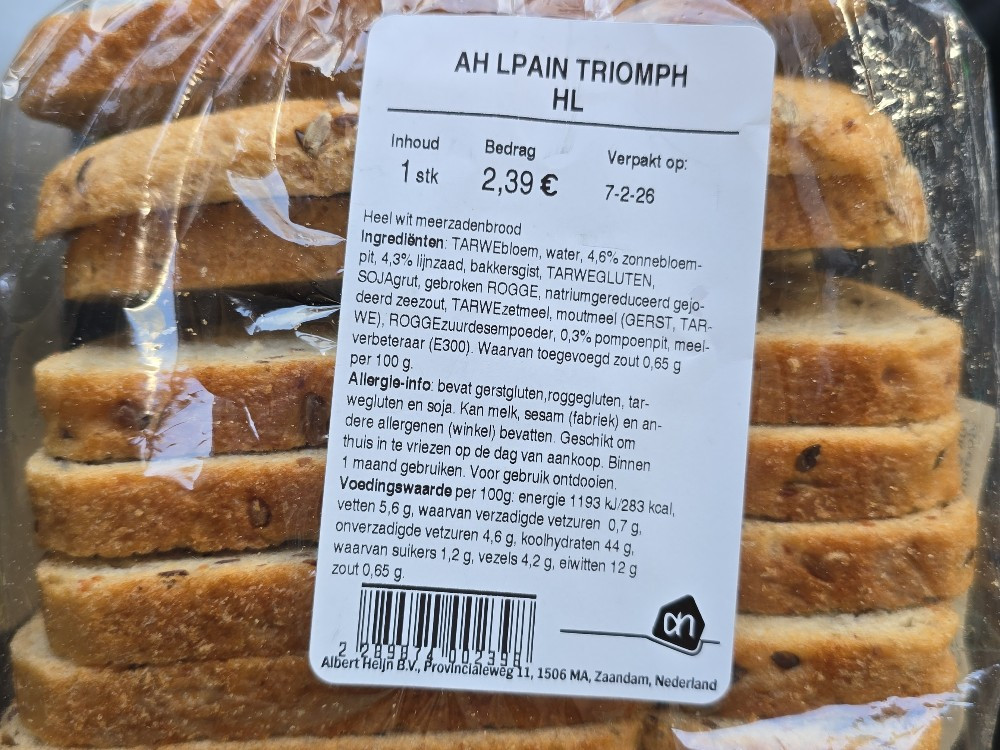 AH LPAIN TRIOMPH
HL
Inhoud Bedrag Verpakt op:
1 stk 2,39 € 7-2-26
Heel wit meerzadenbrood
Ingrediënten: TARWEbloem, water, 4,6% zonnebloem-
pit, 4,3% lijnzaad, bakkersgist, TARWEGLUTEN,
SOJAgrut, gebroken ROGGE, natriumgereduceerd gejo-
deerd zeezout, TARWEzetmeel, moutmeel (GERST, TAR-
WE), ROGGEzuurdesempoeder, 0,3% pompoenpit, meel-
verbeteraar (E300). Waarvan toegevoegd zout 0,65 g
per 100 g.
Allergie-info: bevat gerstgluten,roggegluten, tar-
wegluten en soja. Kan melk, sesam (fabriek) en an-
dere allergenen (winkel) bevatten. Geschikt om
thuis in te vriezen op de dag van aankoop. Binnen
1 maand gebruiken. Voor gebruik ontdooien.
Voedingswaarde per 100g: energie 1193 kJ/283 kcal,
vetten 5,6 g, waarvan verzadigde vetzuren 0,7 g,
onverzadigde vetzuren 4,6 g, koolhydraten 44 g,
waarvan suikers 1,2 g, vezels 4,2 g, eiwitten 12 g
zout 0,65 g.
ah
Albert Heijn B.V., Provincialeweg 11, 1506 MA, Zaandam, Nederland